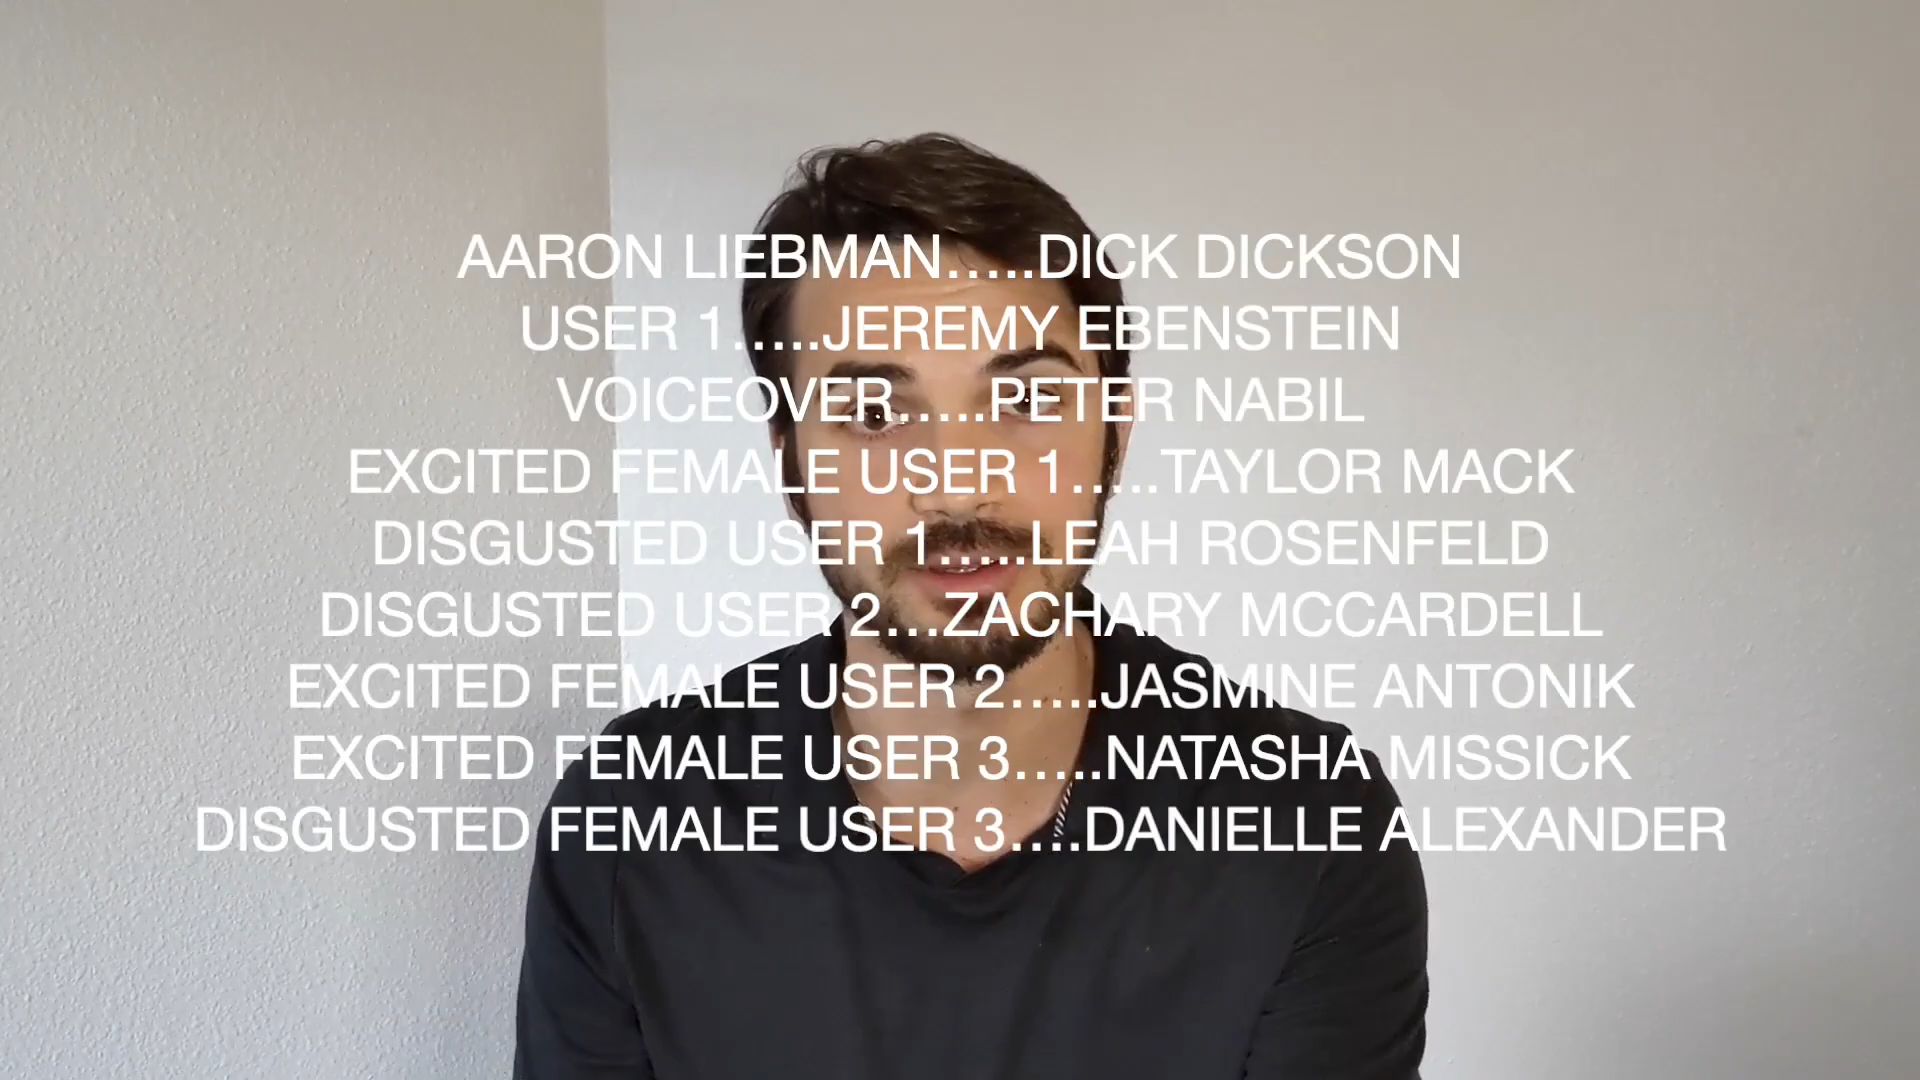 AARON LIEBMAN.....DICK DICKSON
USER 1.....JEREMY EBENSTEIN
VOICEOVER.....PETER NABIL
EXCITED FEMALE USER 1.....TAYLOR MACK
DISGUSTED USER 1.....LEAH ROSENFELD
DISGUSTED USER 2...ZACHARY MCCARDELL
EXCITED FEMALE USER 2.....JASMINE ANTONIK
EXCITED FEMALE USER 3.....NATASHA MISSICK
DISGUSTED FEMALE USER 3....DANIELLE ALEXANDER